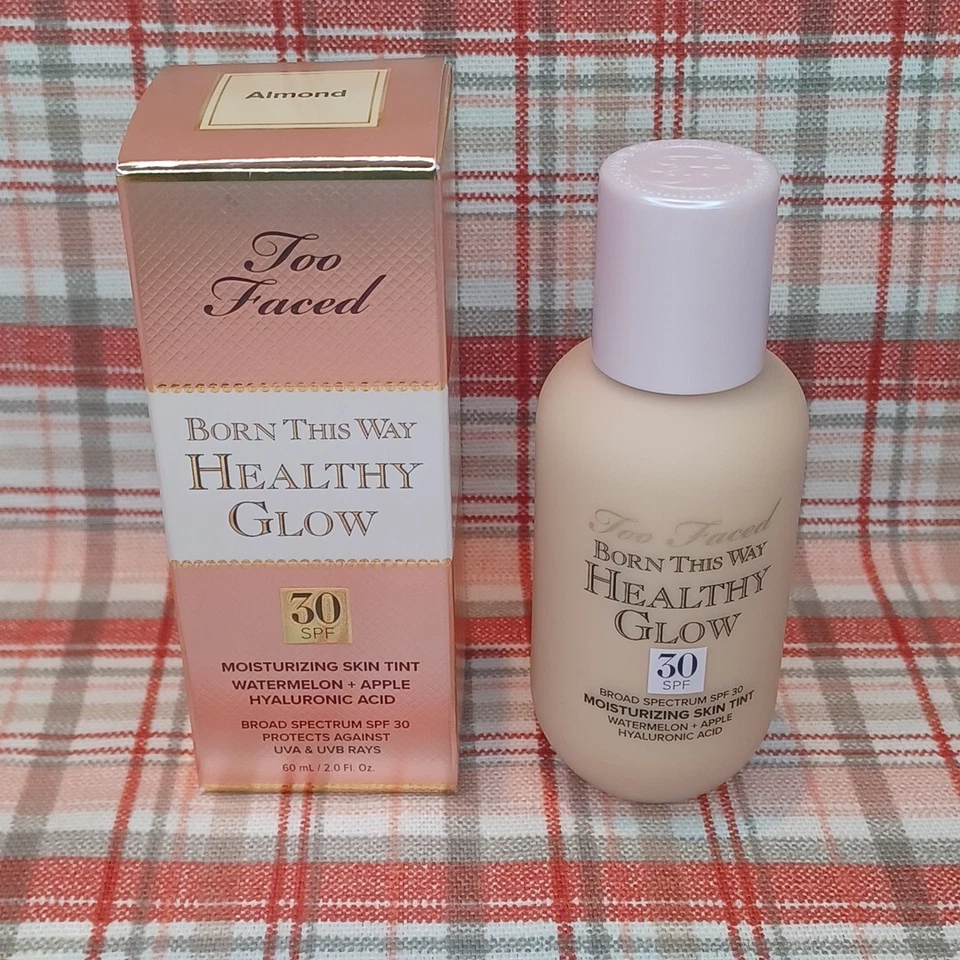 Almond
Too
Faced
BORN THIS WAY
HEALTHY
GLOW
30
SPF
MOISTURIZING SKIN TINT
WATERMELON + APPLE
HYALURONIC ACID
BROAD SPECTRUM SPF 30
PROTECTS AGAINST
UVA & UVB RAYS
60 mL / 2.0 Fl. Oz.
Too Faced
BORN THIS WAY
HEALTHY
GLOW
30
SPF
BROAD SPECTRUM SPF 30
MOISTURIZING SKIN TINT
WATERMELON + APPLE
HYALURONIC ACID